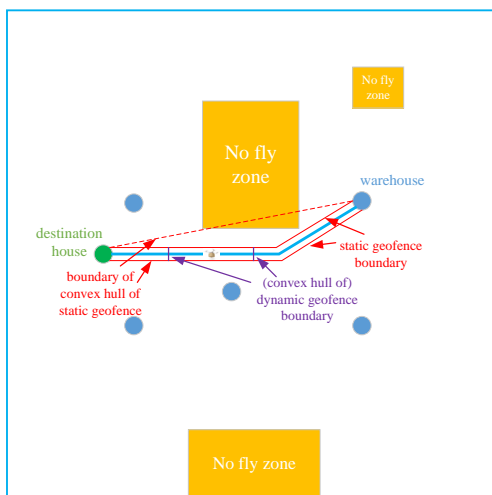 No fly
zone
No fly
zone
warehouse
destination
house
static geofence
boundary
boundary of
convex hull of
static geofence
(convex hull of)
dynamic geofence
boundary
No fly zone